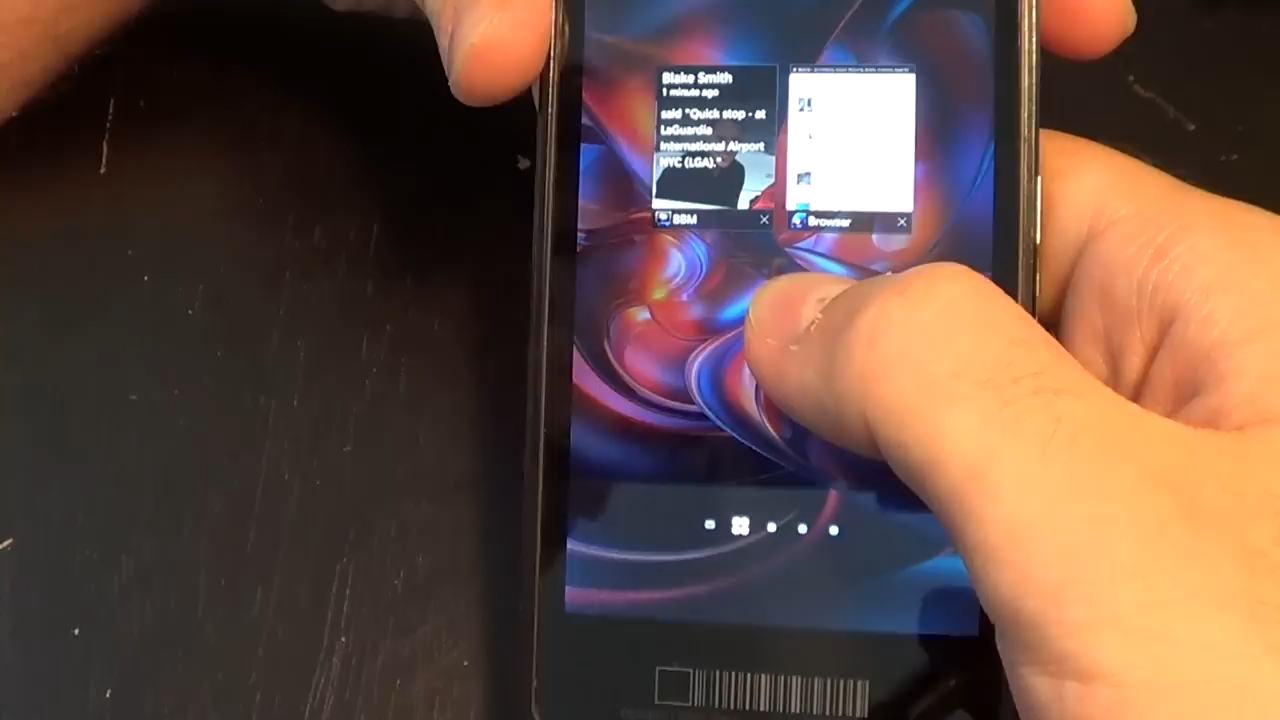 Blake Smith
1 minute ago
said "Quick stop - at
LaGuardia
International Airport
NYC (LGA)."
BBM
Browser